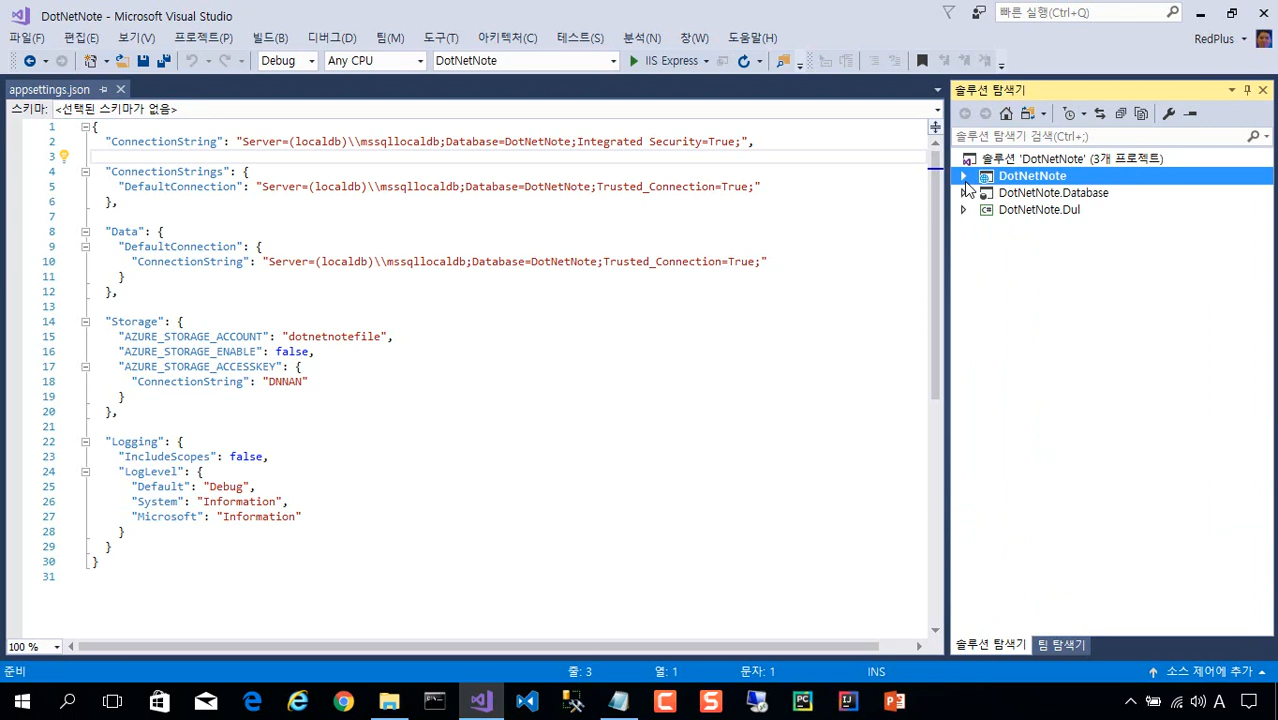 DotNetNote - Microsoft Visual Studio
빠른 실행(Ctrl+Q)
파일(F) 편집(E) 보기(V) 프로젝트(P) 빌드(B) 디버그(D) 팀(M) 도구(T) 아키텍처(C) 테스트(S) 분석(N) 창(W) 도움말(H)
RedPlus
Debug Any CPU DotNetNote IIS Express
appsettings.json
스키마: <선택된 스키마가 없음>
1 {
2 "ConnectionString": "Server=(localdb)\\mssqllocaldb;Database=DotNetNote;Integrated Security=True;",
3
4 "ConnectionStrings": {
5 "DefaultConnection": "Server=(localdb)\\mssqllocaldb;Database=DotNetNote;Trusted_Connection=True;"
6 },
7
8 "Data": {
9 "DefaultConnection": {
10 "ConnectionString": "Server=(localdb)\\mssqllocaldb;Database=DotNetNote;Trusted_Connection=True;"
11 }
12 },
13
14 "Storage": {
15 "AZURE_STORAGE_ACCOUNT": "dotnetnotefile",
16 "AZURE_STORAGE_ENABLE": false,
17 "AZURE_STORAGE_ACCESSKEY": {
18 "ConnectionString": "DNNAN"
19 }
20 },
21
22 "Logging": {
23 "IncludeScopes": false,
24 "LogLevel": {
25 "Default": "Debug",
26 "System": "Information",
27 "Microsoft": "Information"
28 }
29 }
30 }
31
100 %
솔루션 탐색기
솔루션 탐색기 검색(Ctrl+;)
솔루션 'DotNetNote' (3개 프로젝트)
DotNetNote
DotNetNote.Database
C# DotNetNote.Dul
솔루션 탐색기 팀 탐색기
준비 줄: 3 열: 1 문자: 1 INS 소스 제어에 추가
A